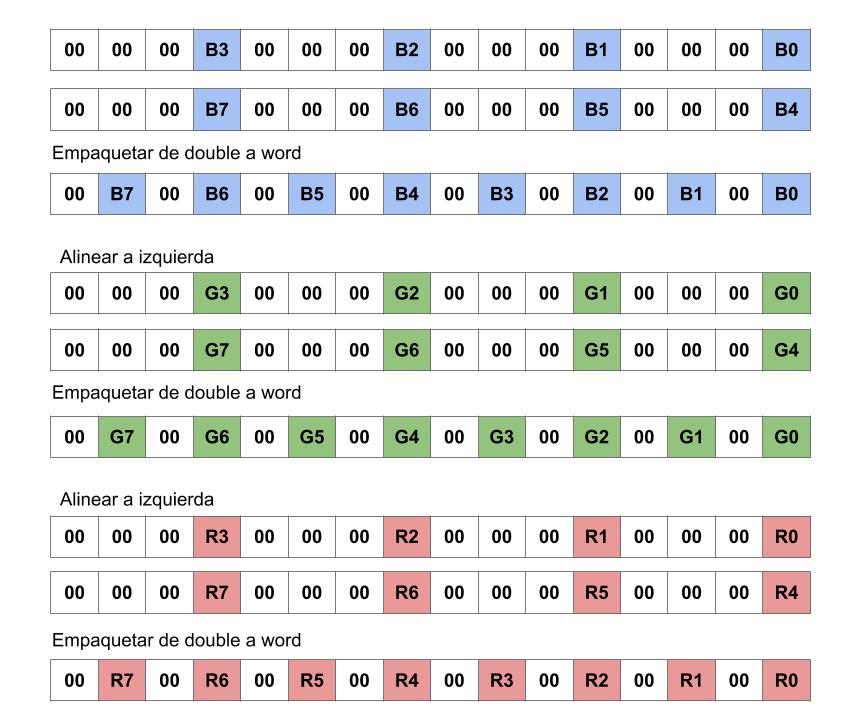 00 00 00 B3 00 00 00 B2 00 00 00 B1 00 00 00 B0
00 00 00 B7 00 00 00 B6 00 00 00 B5 00 00 00 B4
Empaquetar de double a word
00 B7 00 B6 00 B5 00 B4 00 B3 00 B2 00 B1 00 B0
Alinear a izquierda
00 00 00 G3 00 00 00 G2 00 00 00 G1 00 00 00 G0
00 00 00 G7 00 00 00 G6 00 00 00 G5 00 00 00 G4
Empaquetar de double a word
00 G7 00 G6 00 G5 00 G4 00 G3 00 G2 00 G1 00 G0
Alinear a izquierda
00 00 00 R3 00 00 00 R2 00 00 00 R1 00 00 00 R0
00 00 00 R7 00 00 00 R6 00 00 00 R5 00 00 00 R4
Empaquetar de double a word
00 R7 00 R6 00 R5 00 R4 00 R3 00 R2 00 R1 00 R0